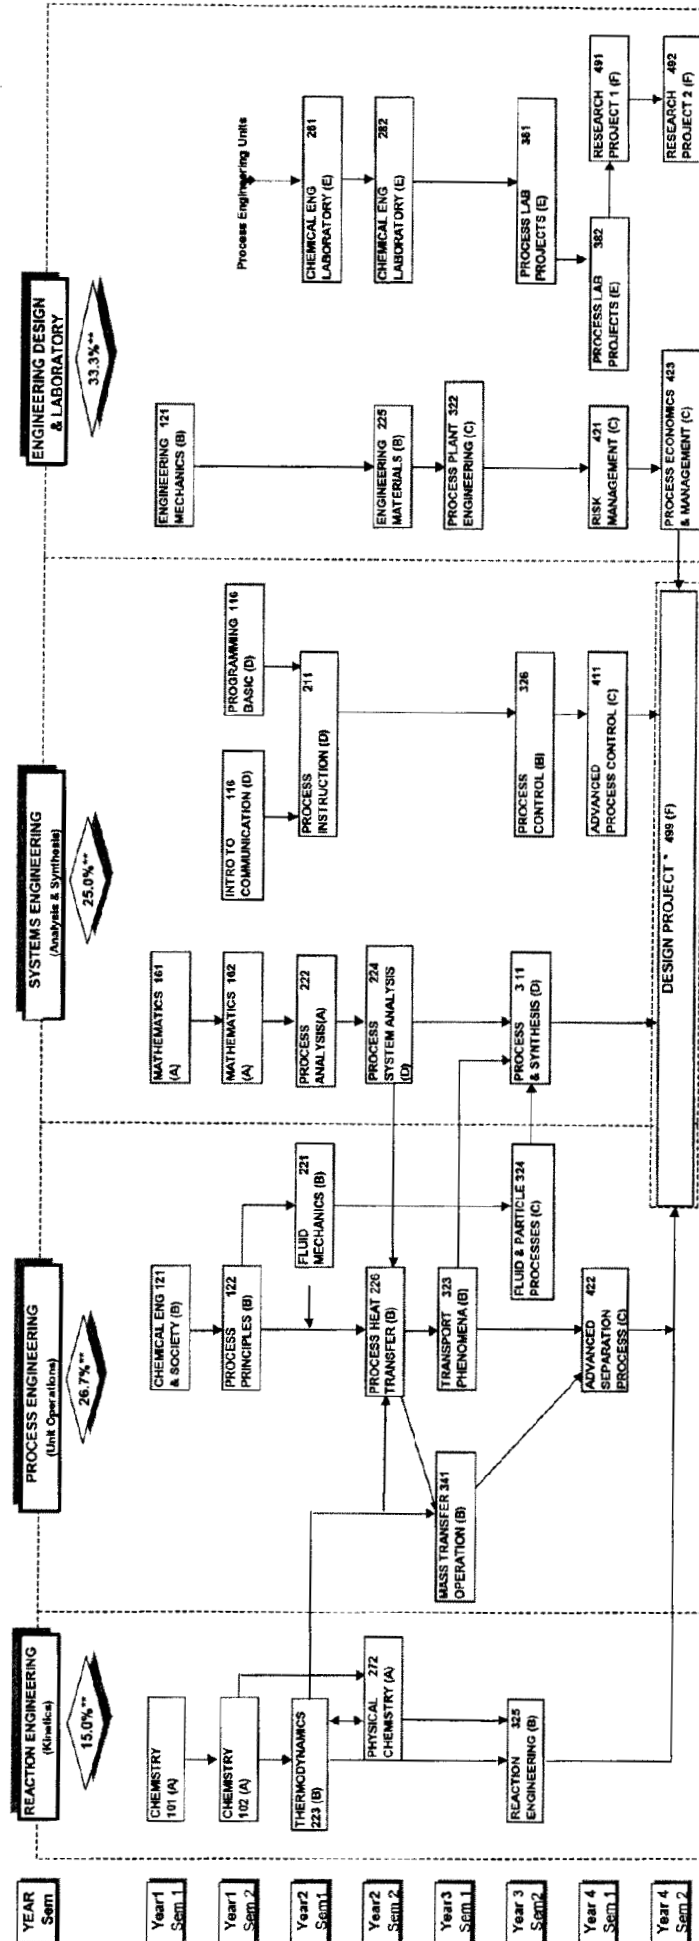 YEAR
Sem
REACTION ENGINEERING
(Kinetics)
15.0%**
PROCESS ENGINEERING
(Unit Operations)
26.7%**
SYSTEMS ENGINEERING
(Analysis & Synthesis)
25.0%**
ENGINEERING DESIGN
& LABORATORY
33.3%**
Year1
Sem 1
CHEMISTRY
101 (A)
CHEMICAL ENG 121
& SOCIETY (B)
MATHEMATICS 161
(A)
ENGINEERING 121
MECHANICS (B)
Year1
Sem 2
CHEMISTRY
102 (A)
PROCESS 122
PRINCIPLES (B)
MATHEMATICS 162
(A)
INTRO TO 116
COMMUNICATION (D)
PROGRAMMING 116
BASIC (D)
Process Engineering Units
Year2
Sem1
THERMODYNAMICS
223 (B)
FLUID 221
MECHANICS (B)
PROCESS 222
ANALYSIS(A)
PROCESS 211
INSTRUCTION (D)
CHEMICAL ENG 281
LABORATORY (E)
Year2
Sem 2
PHYSICAL 272
CHEMISTRY (A)
PROCESS HEAT 226
TRANSFER (B)
PROCESS 224
SYSTEM ANALYSIS
(D)
ENGINEERING 225
MATERIALS (B)
CHEMICAL ENG 282
LABORATORY (E)
Year3
Sem 1
MASS TRANSFER 341
OPERATION (B)
TRANSPORT 323
PHENOMENA (B)
PROCESS PLANT 322
ENGINEERING (C)
Year 3
Sem2
REACTION 325
ENGINEERING (B)
FLUID & PARTICLE 324
PROCESSES (C)
PROCESS 3 11
& SYNTHESIS (D)
PROCESS 326
CONTROL (B)
PROCESS LAB 381
PROJECTS (E)
Year 4
Sem 1
ADVANCED 422
SEPARATION
PROCESS (C)
ADVANCED 411
PROCESS CONTROL (C)
RISK 421
MANAGEMENT (C)
PROCESS LAB 382
PROJECTS (E)
RESEARCH 491
PROJECT 1 (F)
Year 4
Sem 2
DESIGN PROJECT * 499 (F)
PROCESS ECONOMICS 423
& MANAGEMENT (C)
RESEARCH 492
PROJECT 2 (F)